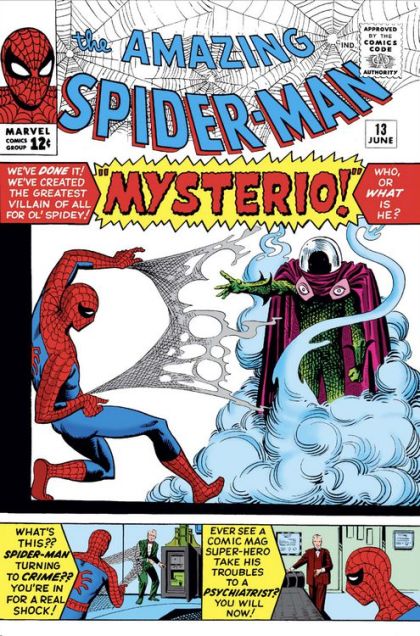 the AMAZING
SPIDER-MAN
IND.
APPROVED
BY THE
COMICS
CODE
CA
AUTHORITY
MARVEL
COMICS
GROUP 12¢
13
JUNE
WE'VE DONE IT!
WE'VE CREATED
THE GREATEST
VILLAIN OF ALL
FOR OL' SPIDEY!
"MYSTERIO!"
WHO,
OR
WHAT
IS
HE?
WHAT'S
THIS??
SPIDER-MAN
TURNING
TO CRIME??
YOU'RE IN
FOR A REAL
SHOCK!
EVER SEE A
COMIC MAG
SUPER-HERO
TAKE HIS
TROUBLES
TO A
PSYCHIATRIST?
YOU WILL
NOW!